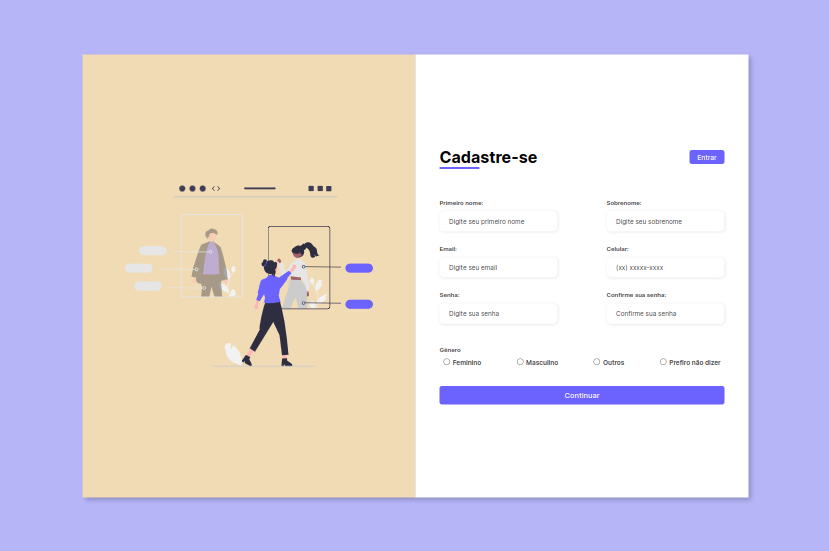 Cadastre-se
Entrar
Primeiro nome:
Sobrenome:
Digite seu primeiro nome
Digite seu sobrenome
Email:
Celular:
Digite seu email
(xx) xxxxx-xxxx
Senha:
Confirme sua senha:
Digite sua senha
Confirme sua senha
Gênero
Feminino
Masculino
Outros
Prefiro não dizer
Continuar